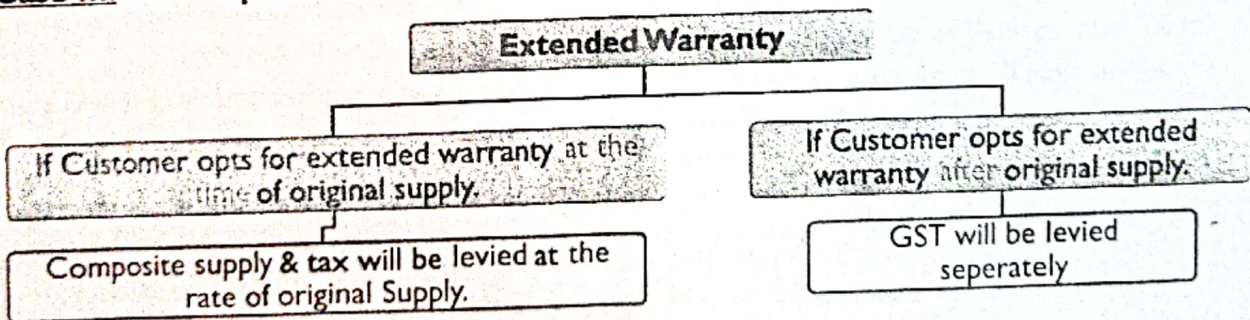 Extended Warranty
If Customer opts for extended warranty at the
time of original supply.
If Customer opts for extended
warranty after original supply.
Composite supply & tax will be levied at the
rate of original Supply.
GST will be levied
seperately